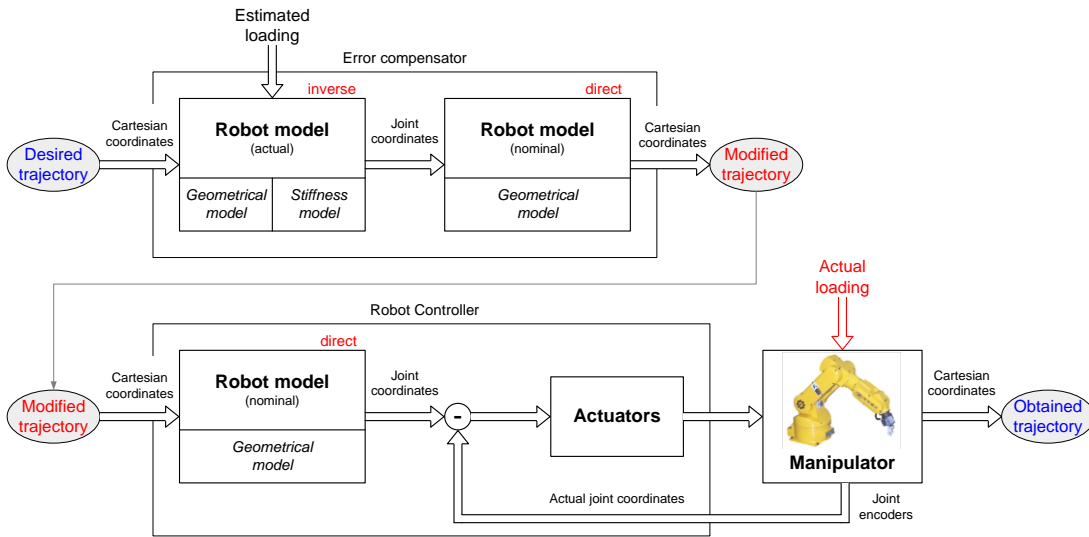 Estimated
loading
Error compensator
inverse
direct
Cartesian
coordinates
Robot model
(actual)
Joint
coordinates
Robot model
(nominal)
Cartesian
coordinates
Desired
trajectory
Modified
trajectory
Geometrical
model
Stiffness
model
Geometrical
model
Actual
loading
Robot Controller
direct
Cartesian
coordinates
Robot model
(nominal)
Joint
coordinates
Cartesian
coordinates
Modified
trajectory
-
Actuators
Obtained
trajectory
Geometrical
model
Manipulator
Actual joint coordinates
Joint
encoders